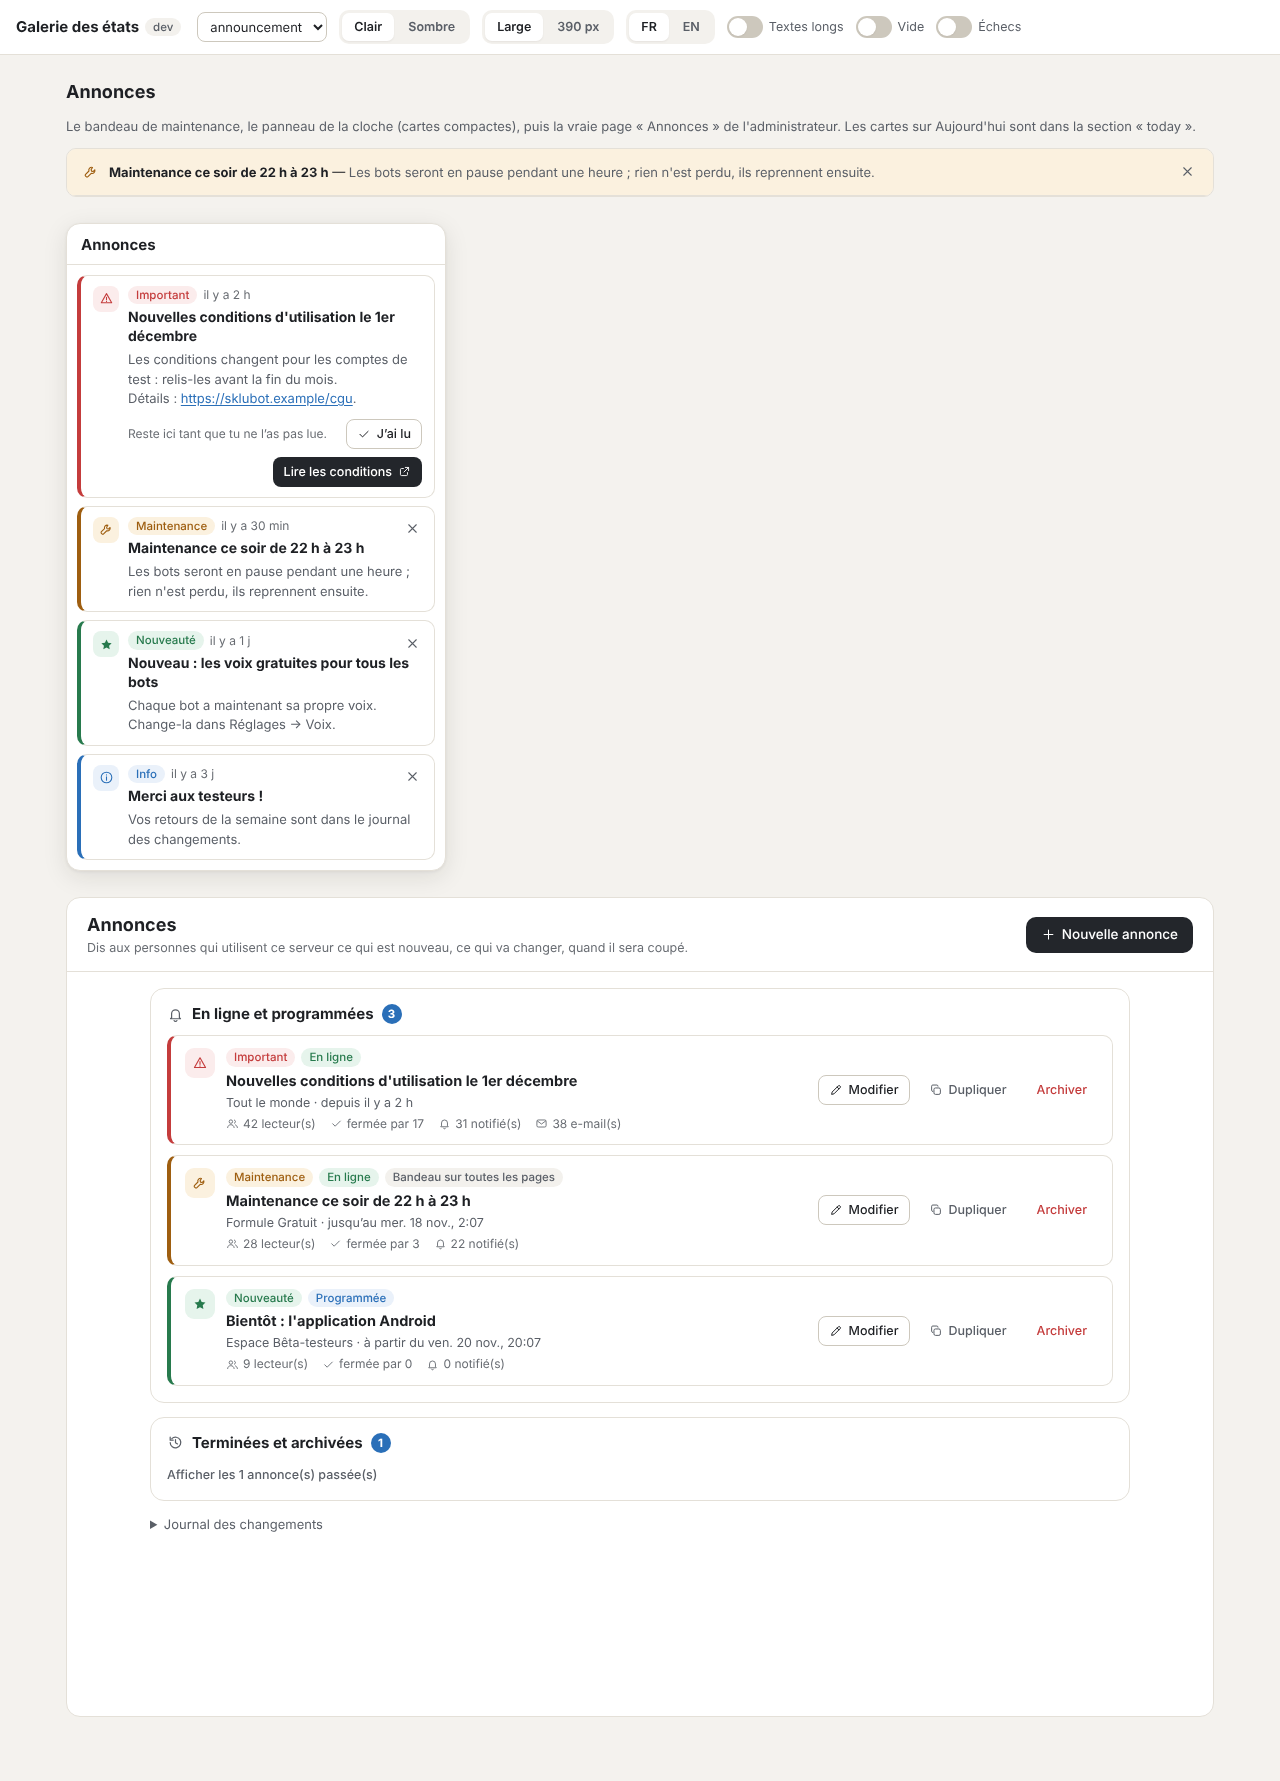 Galerie des états dev announcement Clair Sombre Large 390 px FR EN Textes longs Vide Échecs
Annonces
Le bandeau de maintenance, le panneau de la cloche (cartes compactes), puis la vraie page « Annonces » de l'administrateur. Les cartes sur Aujourd'hui sont dans la section « today ».
Maintenance ce soir de 22 h à 23 h — Les bots seront en pause pendant une heure ; rien n'est perdu, ils reprennent ensuite.
Annonces
Important il y a 2 h
Nouvelles conditions d'utilisation le 1er
décembre
Les conditions changent pour les comptes de
test : relis-les avant la fin du mois.
Détails : https://sklubot.example/cgu.
Reste ici tant que tu ne l’as pas lue. J’ai lu
Lire les conditions
Maintenance il y a 30 min
Maintenance ce soir de 22 h à 23 h
Les bots seront en pause pendant une heure ;
rien n'est perdu, ils reprennent ensuite.
Nouveauté il y a 1 j
Nouveau : les voix gratuites pour tous les
bots
Chaque bot a maintenant sa propre voix.
Change-la dans Réglages → Voix.
Info il y a 3 j
Merci aux testeurs !
Vos retours de la semaine sont dans le journal
des changements.
Annonces
Dis aux personnes qui utilisent ce serveur ce qui est nouveau, ce qui va changer, quand il sera coupé.
Nouvelle annonce
En ligne et programmées 3
Important En ligne
Nouvelles conditions d'utilisation le 1er décembre
Tout le monde · depuis il y a 2 h
42 lecteur(s) fermée par 17 31 notifié(s) 38 e-mail(s)
Modifier Dupliquer Archiver
Maintenance En ligne Bandeau sur toutes les pages
Maintenance ce soir de 22 h à 23 h
Formule Gratuit · jusqu’au mer. 18 nov., 2:07
28 lecteur(s) fermée par 3 22 notifié(s)
Modifier Dupliquer Archiver
Nouveauté Programmée
Bientôt : l'application Android
Espace Bêta-testeurs · à partir du ven. 20 nov., 20:07
9 lecteur(s) fermée par 0 0 notifié(s)
Modifier Dupliquer Archiver
Terminées et archivées 1
Afficher les 1 annonce(s) passée(s)
Journal des changements